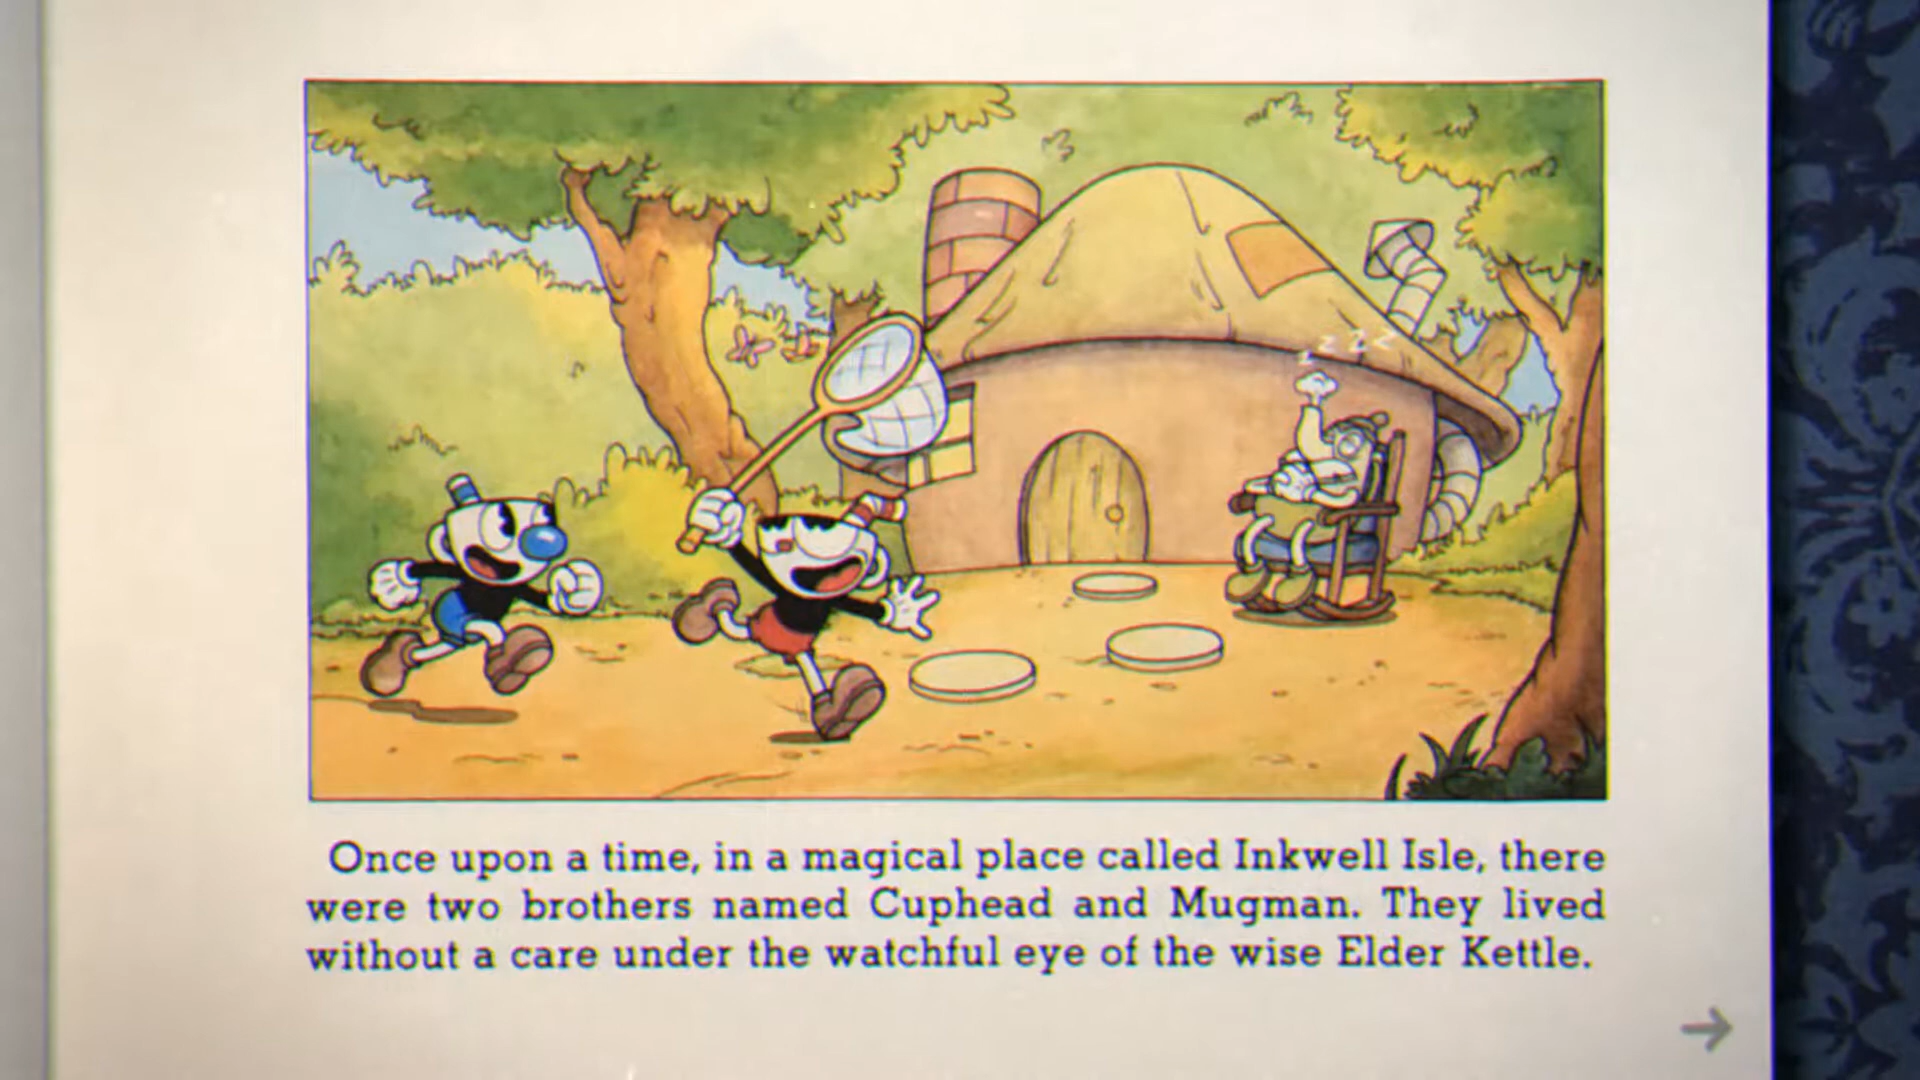 z z z z
Once upon a time, in a magical place called Inkwell Isle, there
were two brothers named Cuphead and Mugman. They lived
without a care under the watchful eye of the wise Elder Kettle.